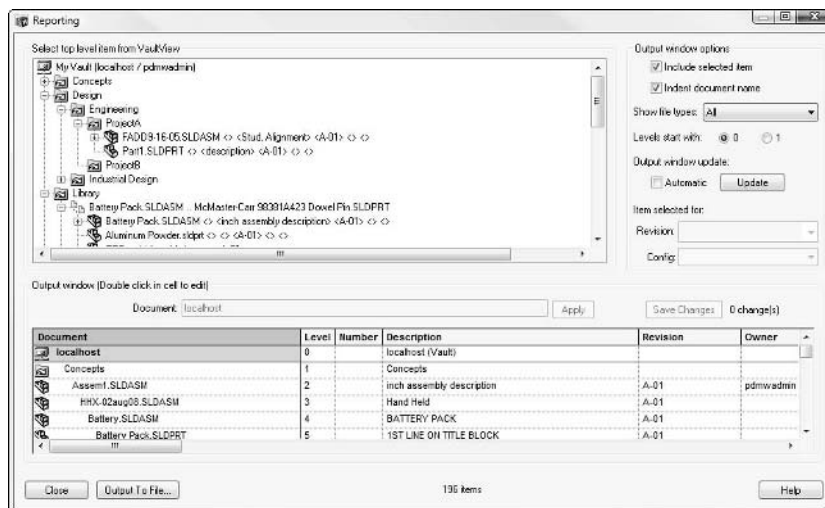 Reporting
Select top level item from VaultView
My Vault (localhost / pdmwadmin)
Concepts
Design
Engineering
ProjectA
FADD9-16-05.SLDASM <> <Stud, Alignment> <A-01> <> <>
Part1.SLDPRT <> <description> <A-01> <> <>
ProjectB
Industrial Design
Library
Battery Pack.SLDASM ... McMaster-Carr 98381A423 Dowel Pin.SLDPRT
Battery Pack.SLDASM <> <inch assembly description> <A-01> <> <>
Aluminum Powder.sldprt <> <> <A-01> <> <>
Output window options
Include selected item
Indent document name
Show file types: All
Levels start with: 0 1
Output window update:
Automatic Update
Item selected for:
Revision:
Config:
Output window (Double click in cell to edit)
Document: localhost Apply Save Changes 0 change(s)
Document Level Number Description Revision Owner
localhost 0 localhost (Vault)
Concepts 1 Concepts
Assem1.SLDASM 2 inch assembly description A-01 pdmwadmin
HHX-02aug08.SLDASM 3 Hand Held A-01
Battery.SLDASM 4 BATTERY PACK A-01
Battery Pack.SLDPRT 5 1ST LINE ON TITLE BLOCK A-01
Close Output To File... 196 items Help